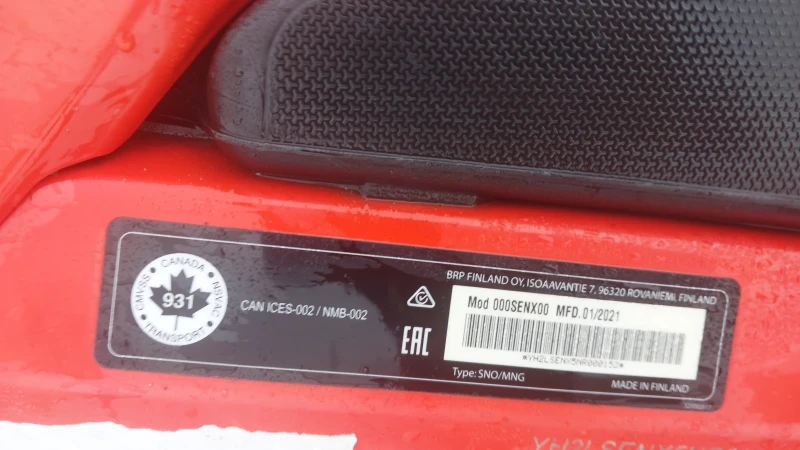 CANADA
CMVSS
NSVAC
931
TRANSPORT
CAN ICES-002 / NMB-002
BRP FINLAND OY, ISOAAVANTIE 7, 96320 ROVANIEMI, FINLAND
Mod 000SENX00 MFD. 01/2021
EAC
Type: SNO/MNG
MADE IN FINLAND